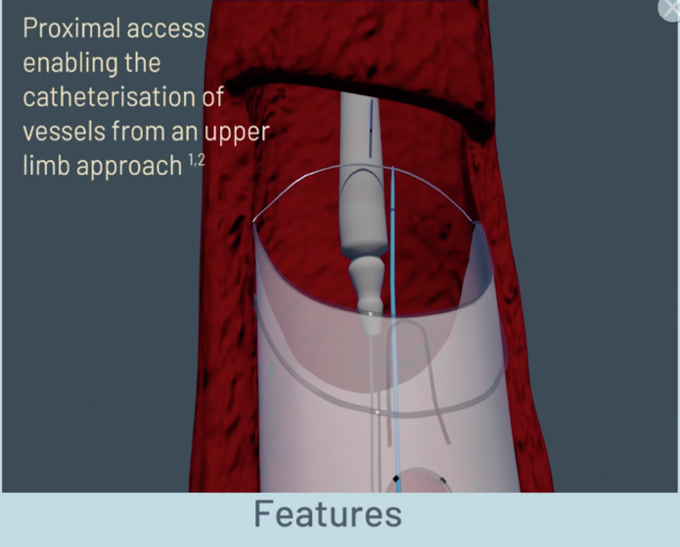 Proximal access
enabling the
catheterisation of
vessels from an upper
limb approach 1,2
Features